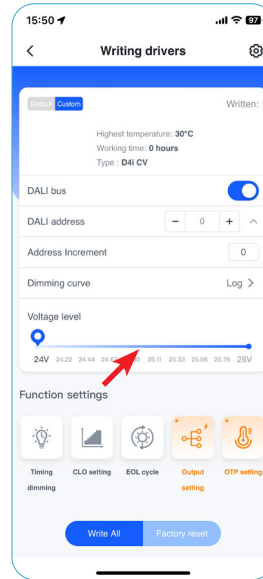 15:50 97
Writing drivers
Default Custom Written:
Highest temperature: 30°C
Working time: 0 hours
Type : D4i CV
DALI bus
DALI address − 0 +
Address Increment 0
Dimming curve Log >
Voltage level
24V 24.22 24.44 24.67 25.11 25.33 25.56 25.78 26V
Function settings
Timing dimming
CLO setting
EOL cycle
Output setting
OTP setting
Write All Factory reset